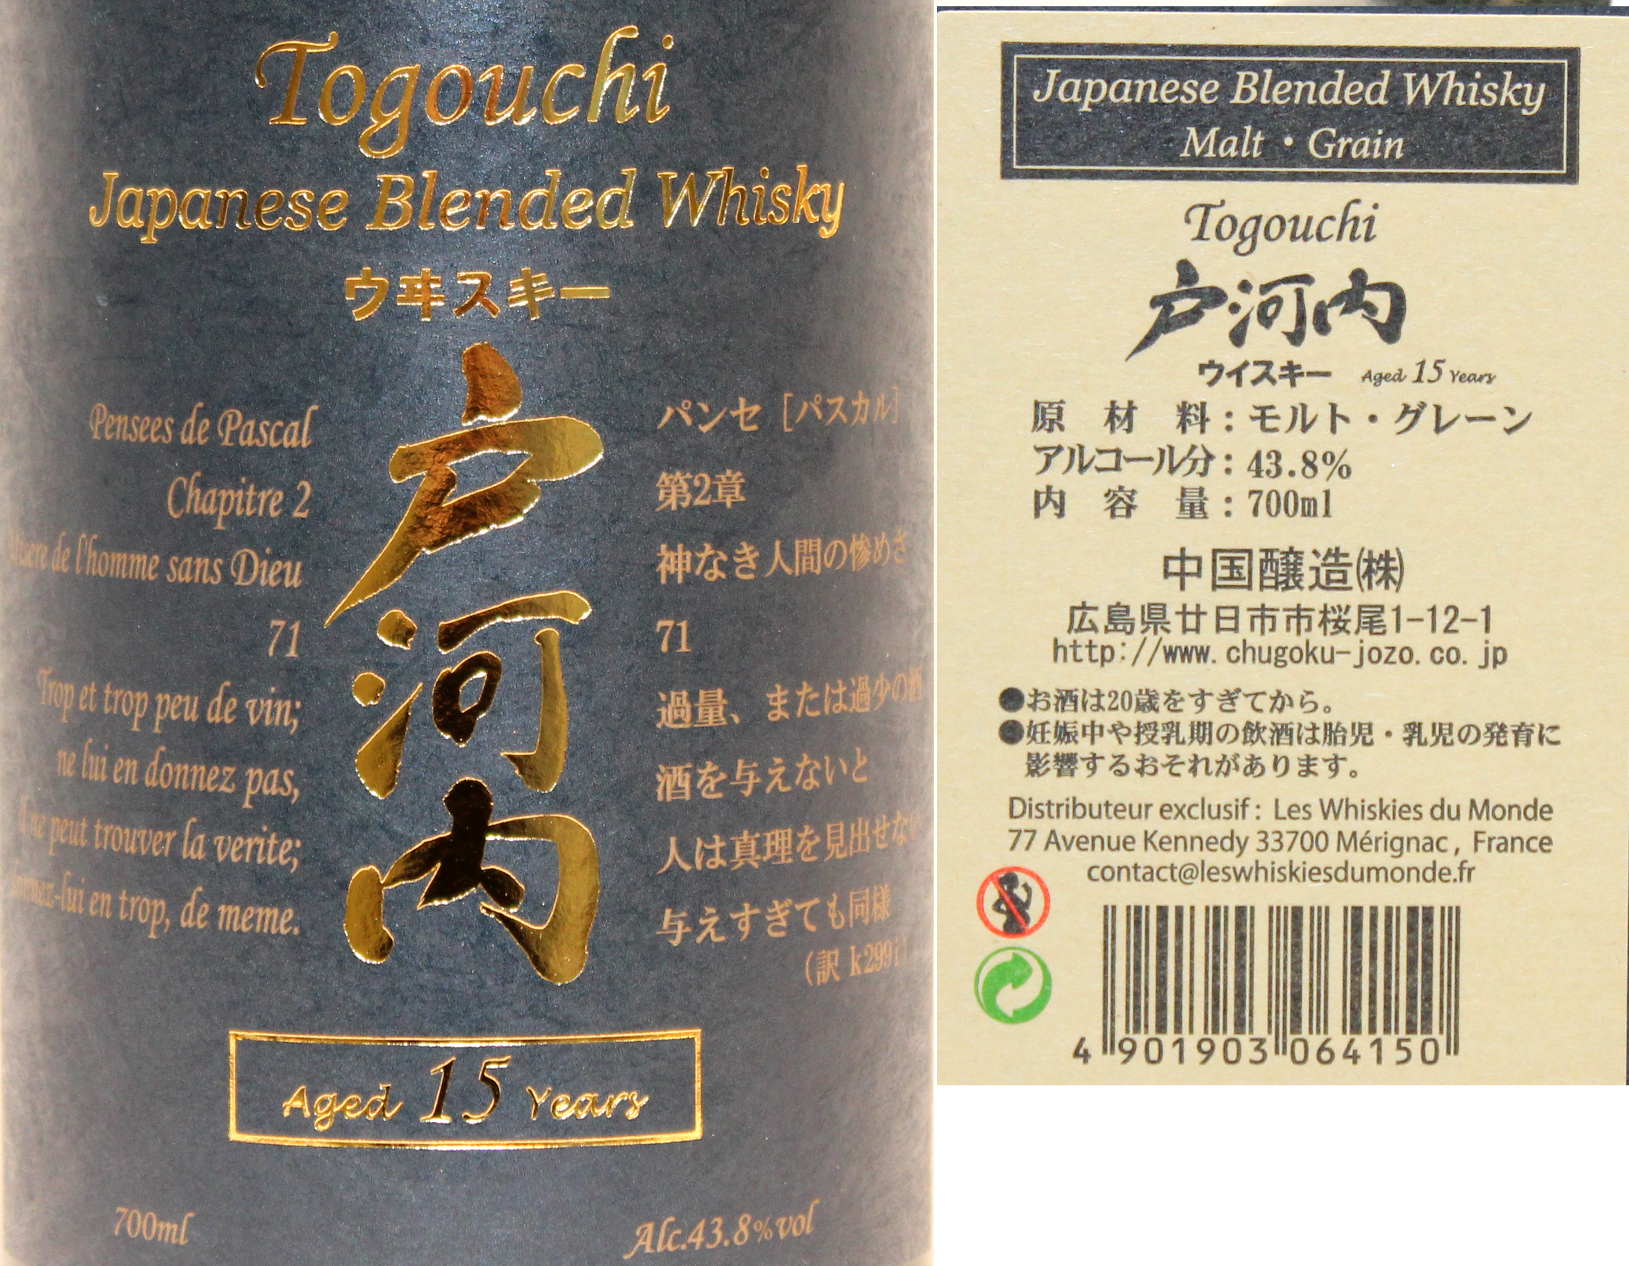 Togouchi
Japanese Blended Whisky
ウヰスキー
戸河内
Pensees de Pascal
Chapitre 2
de l'homme sans Dieu
71
Trop et trop peu de vin;
ne lui en donnez pas,
ne peut trouver la verite;
en trop, de meme.
パンセ［パスカル］
第2章
神なき人間の惨めさ
71
過量、または過少の酒
酒を与えないと
人は真理を見出せな
与えすぎても同様
(訳 k299i
Aged 15 Years
700ml
Alc.43.8%vol
Japanese Blended Whisky
Malt・Grain
Togouchi
戸河内
ウイスキー Aged 15 Years
原材料：モルト・グレーン
アルコール分：43.8%
内容量：700ml
中国醸造㈱
広島県廿日市市桜尾1-12-1
http://www.chugoku-jozo.co.jp
●お酒は20歳をすぎてから。
●妊娠中や授乳期の飲酒は胎児・乳児の発育に
影響するおそれがあります。
Distributeur exclusif : Les Whiskies du Monde
77 Avenue Kennedy 33700 Mérignac , France
contact@leswhiskiesdumonde.fr
4 901903 064150